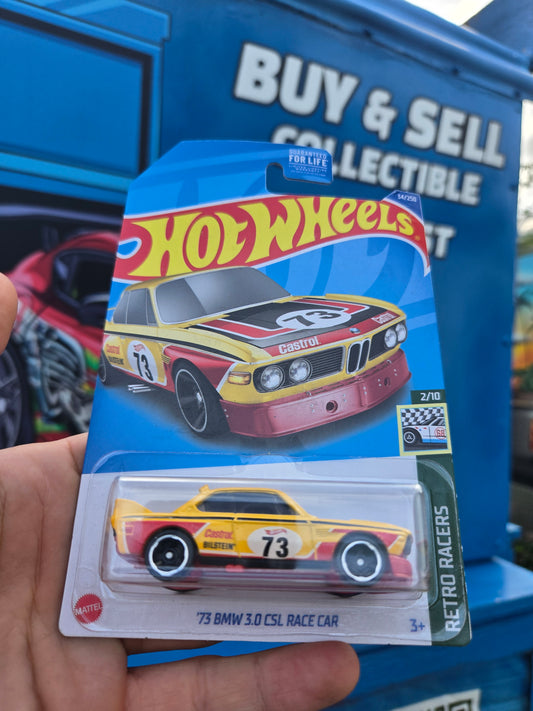 BUY & SELL
COLLECTIBLE
GUARANTEED
FOR LIFE
34/250
HOT WHEELS
73
Castrol
Castrol
73
2/10
Castrol
BILSTEIN
73
RETRO RACERS
MATTEL
'73 BMW 3.0 CSL RACE CAR
3+